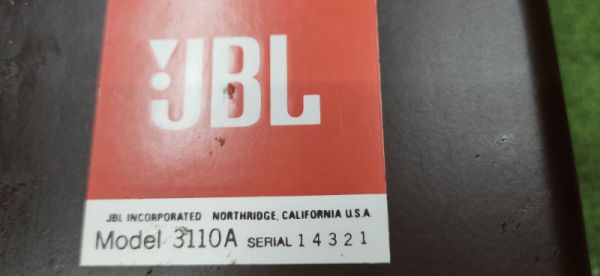 JBL
JBL INCORPORATED NORTHRIDGE, CALIFORNIA U.S.A.
Model 3110A SERIAL 14321